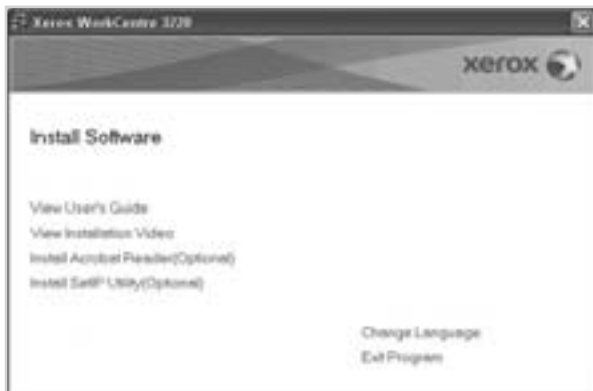 Xerox WorkCentre 3220
xerox
Install Software
View User's Guide
View Installation Video
Install Acrobat Reader(Optional)
Install SetIP Utility(Optional)
Change Language
Exit Program